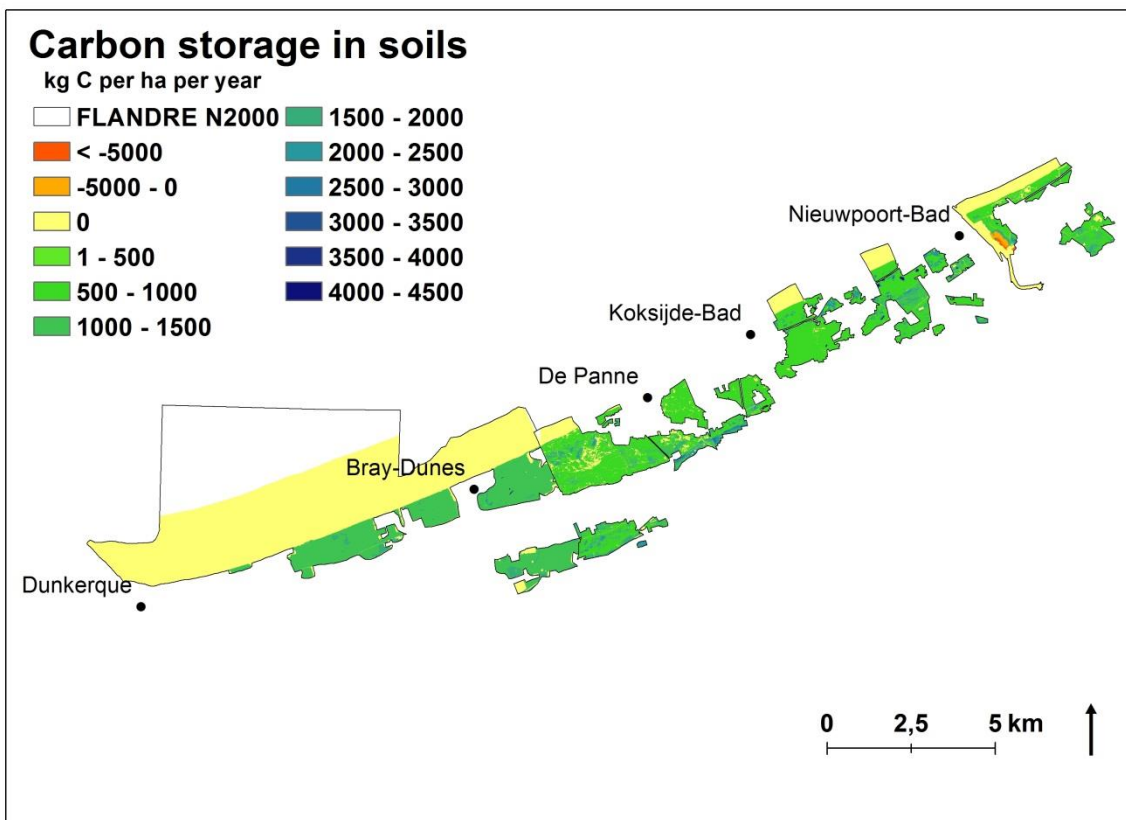 Carbon storage in soils
kg C per ha per year
FLANDRE N2000
< -5000
-5000 - 0
0
1 - 500
500 - 1000
1000 - 1500
1500 - 2000
2000 - 2500
2500 - 3000
3000 - 3500
3500 - 4000
4000 - 4500
Nieuwpoort-Bad
Koksijde-Bad
De Panne
Bray-Dunes
Dunkerque
0 2,5 5 km